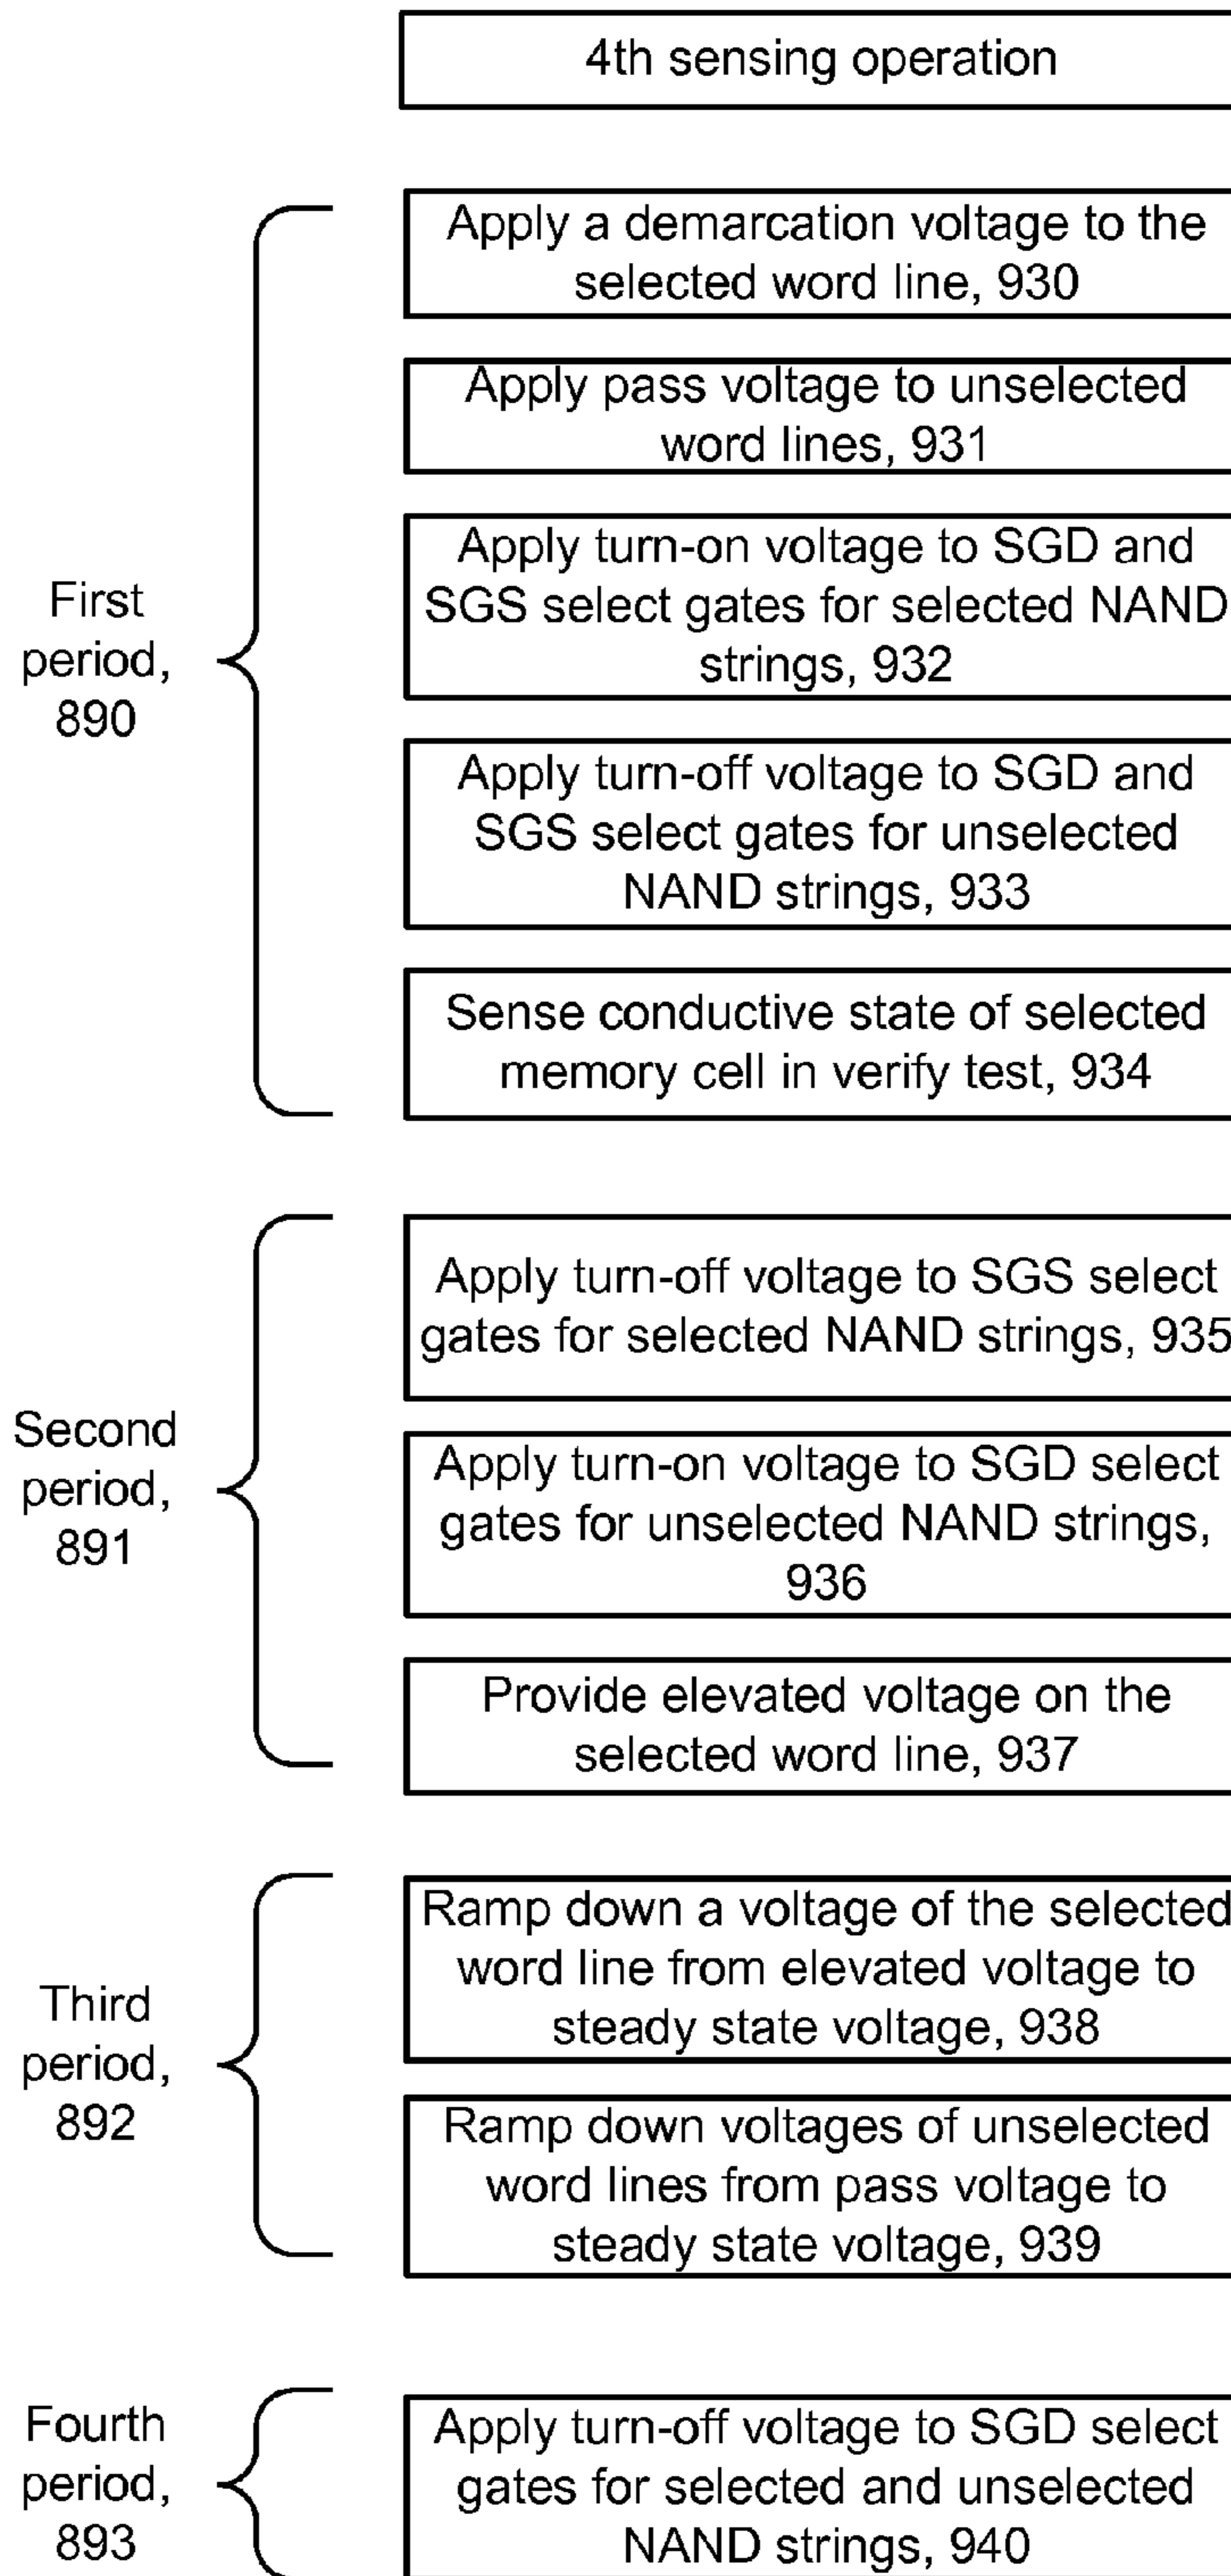 4th sensing operation
First
period,
890
Apply a demarcation voltage to the
selected word line, 930
Apply pass voltage to unselected
word lines, 931
Apply turn-on voltage to SGD and
SGS select gates for selected NAND
strings, 932
Apply turn-off voltage to SGD and
SGS select gates for unselected
NAND strings, 933
Sense conductive state of selected
memory cell in verify test, 934
Second
period,
891
Apply turn-off voltage to SGS select
gates for selected NAND strings, 935
Apply turn-on voltage to SGD select
gates for unselected NAND strings,
936
Provide elevated voltage on the
selected word line, 937
Third
period,
892
Ramp down a voltage of the selected
word line from elevated voltage to
steady state voltage, 938
Ramp down voltages of unselected
word lines from pass voltage to
steady state voltage, 939
Fourth
period,
893
Apply turn-off voltage to SGD select
gates for selected and unselected
NAND strings, 940